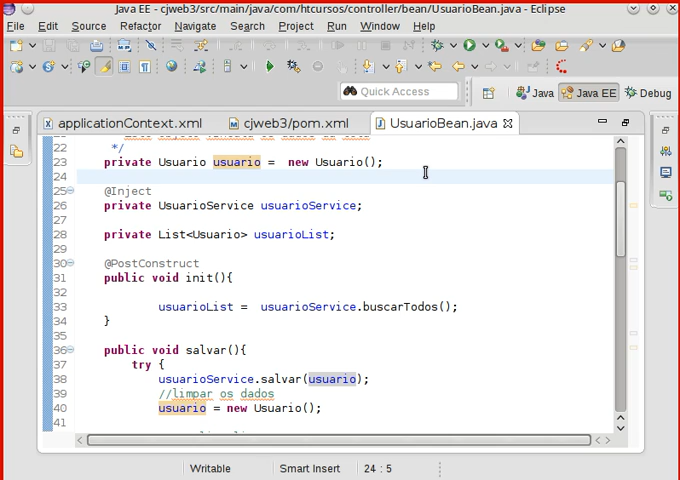 Java EE - cjweb3/src/main/java/com/htcursos/controller/bean/UsuarioBean.java - Eclipse
File Edit Source Refactor Navigate Search Project Run Window Help
Quick Access
Java
Java EE
Debug
applicationContext.xml
cjweb3/pom.xml
UsuarioBean.java
22 */
23 private Usuario usuario = new Usuario();
24
25 @Inject
26 private UsuarioService usuarioService;
27
28 private List<Usuario> usuarioList;
29
30 @PostConstruct
31 public void init(){
32
33 usuarioList = usuarioService.buscarTodos();
34 }
35
36 public void salvar(){
37 try {
38 usuarioService.salvar(usuario);
39 //limpar os dados
40 usuario = new Usuario();
41
Writable Smart Insert 24 : 5